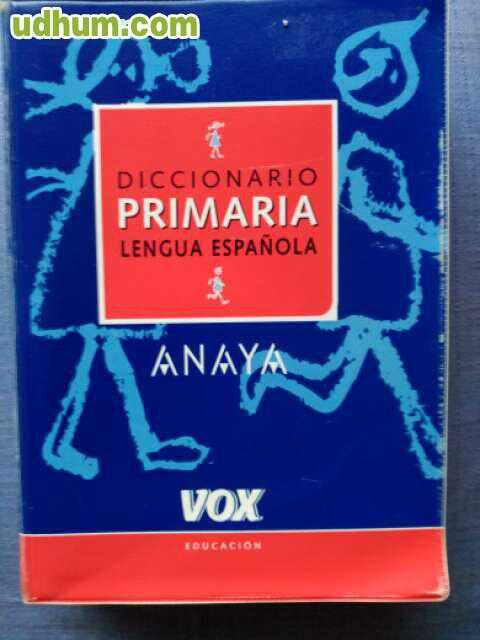 udhum.com
DICCIONARIO
PRIMARIA
LENGUA ESPAÑOLA
ANAYA
VOX
EDUCACIÓN